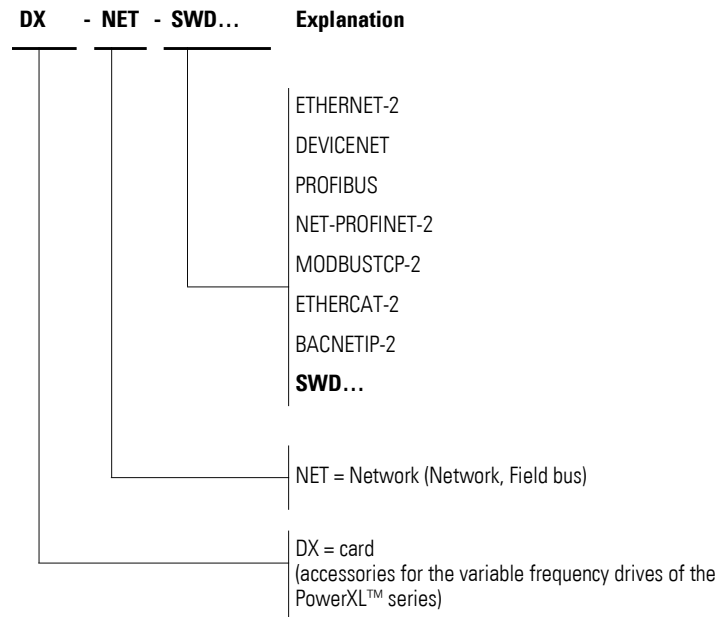 DX - NET - SWD... Explanation
ETHERNET-2
DEVICENET
PROFIBUS
NET-PROFINET-2
MODBUSTCP-2
ETHERCAT-2
BACNETIP-2
SWD...
NET = Network (Network, Field bus)
DX = card
(accessories for the variable frequency drives of the
PowerXL™ series)